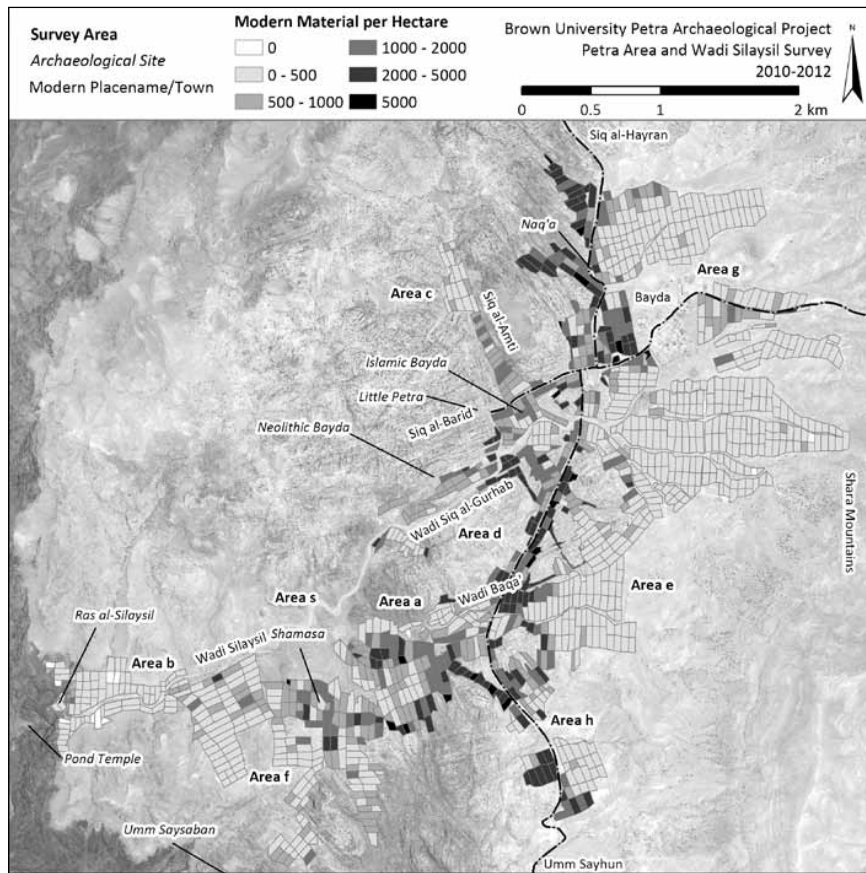 Survey Area
Archaeological Site
Modern Placename/Town
Modern Material per Hectare
0
0 - 500
500 - 1000
1000 - 2000
2000 - 5000
5000
Brown University Petra Archaeological Project
Petra Area and Wadi Silaysil Survey
2010-2012
N
0 0.5 1 2 km
Siq al-Hayran
Naq'a
Area g
Area c
Siq al-Amti
Bayda
Islamic Bayda
Little Petra
Siq al-Barid
Neolithic Bayda
Shara Mountains
Wadi Siq al-Gurhab
Area d
Area e
Wadi Baqa'
Area s
Area a
Ras al-Silaysil
Shamasa
Wadi Silaysil
Area b
Area h
Pond Temple
Area f
Umm Saysaban
Umm Sayhun